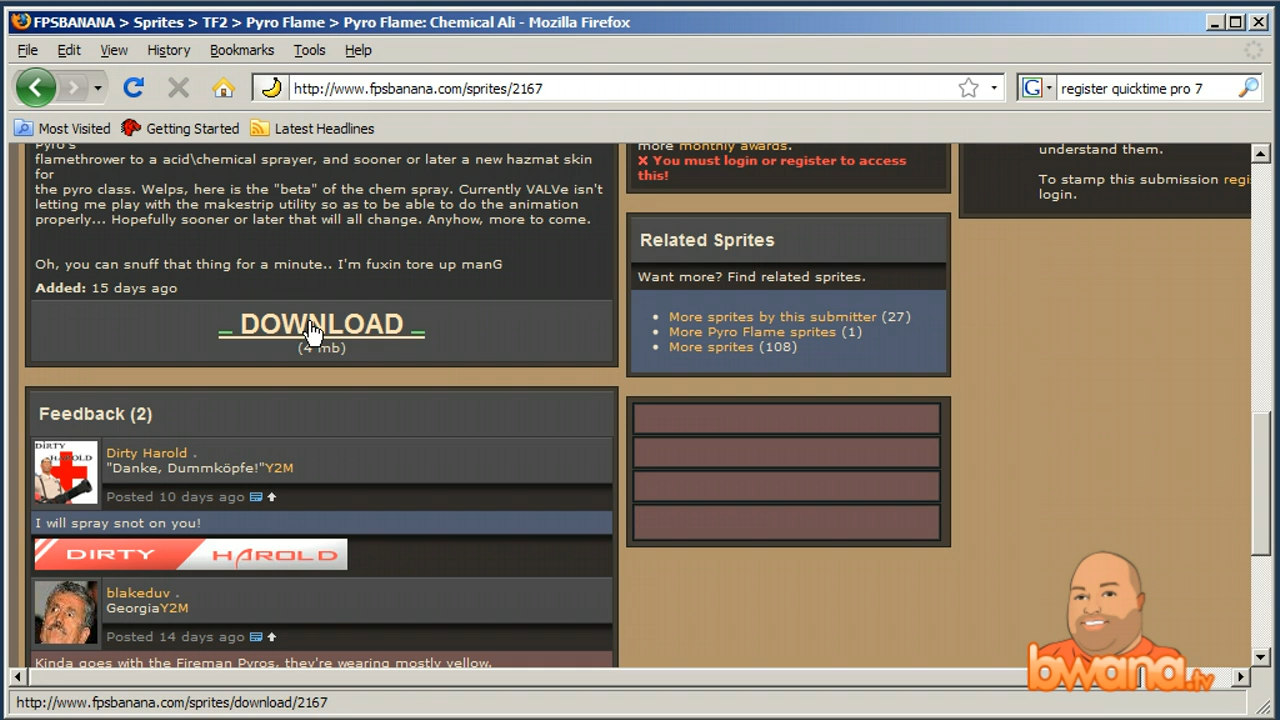 FPSBANANA > Sprites > TF2 > Pyro Flame > Pyro Flame: Chemical Ali - Mozilla Firefox
File Edit View History Bookmarks Tools Help
http://www.fpsbanana.com/sprites/2167
register quicktime pro 7
Most Visited Getting Started Latest Headlines
Pyro's
flamethrower to a acid\chemical sprayer, and sooner or later a new hazmat skin
for
the pyro class. Welps, here is the "beta" of the chem spray. Currently VALVe isn't
letting me play with the makestrip utility so as to be able to do the animation
properly... Hopefully sooner or later that will all change. Anyhow, more to come.
Oh, you can snuff that thing for a minute.. I'm fuxin tore up manG
Added: 15 days ago
_ DOWNLOAD _
(4 mb)
Feedback (2)
DIRTY HAROLD
Dirty Harold .
"Danke, Dummköpfe!"Y2M
Posted 10 days ago
I will spray snot on you!
DIRTY HAROLD
blakeduv .
GeorgiaY2M
Posted 14 days ago
Kinda goes with the Fireman Pyros, they're wearing mostly yellow.
more monthly awards.
You must login or register to access
this!
Related Sprites
Want more? Find related sprites.
• More sprites by this submitter (27)
• More Pyro Flame sprites (1)
• More sprites (108)
understand them.
To stamp this submission regi
login.
bwana.tv
http://www.fpsbanana.com/sprites/download/2167